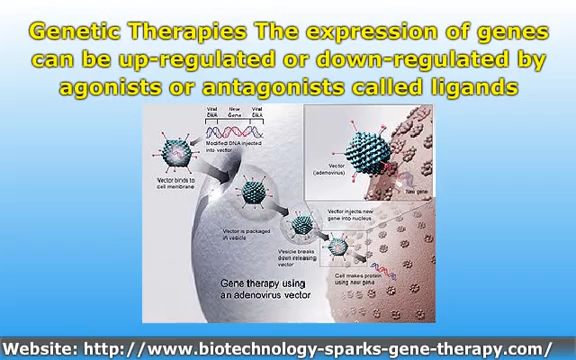 Genetic Therapies The expression of genes
can be up-regulated or down-regulated by
agonists or antagonists called ligands
Viral
DNA
New
Gene
Viral
DNA
Modified DNA injected
into vector
Vector binds to
cell membrane
Vector is packaged
in vesicle
Vesicle breaks
down releasing
vector
Vector
(adenovirus)
New gene
Vector injects new
gene into nucleus
Cell makes protein
using new gene
Gene therapy using
an adenovirus vector
Website: http://www.biotechnology-sparks-gene-therapy.com/